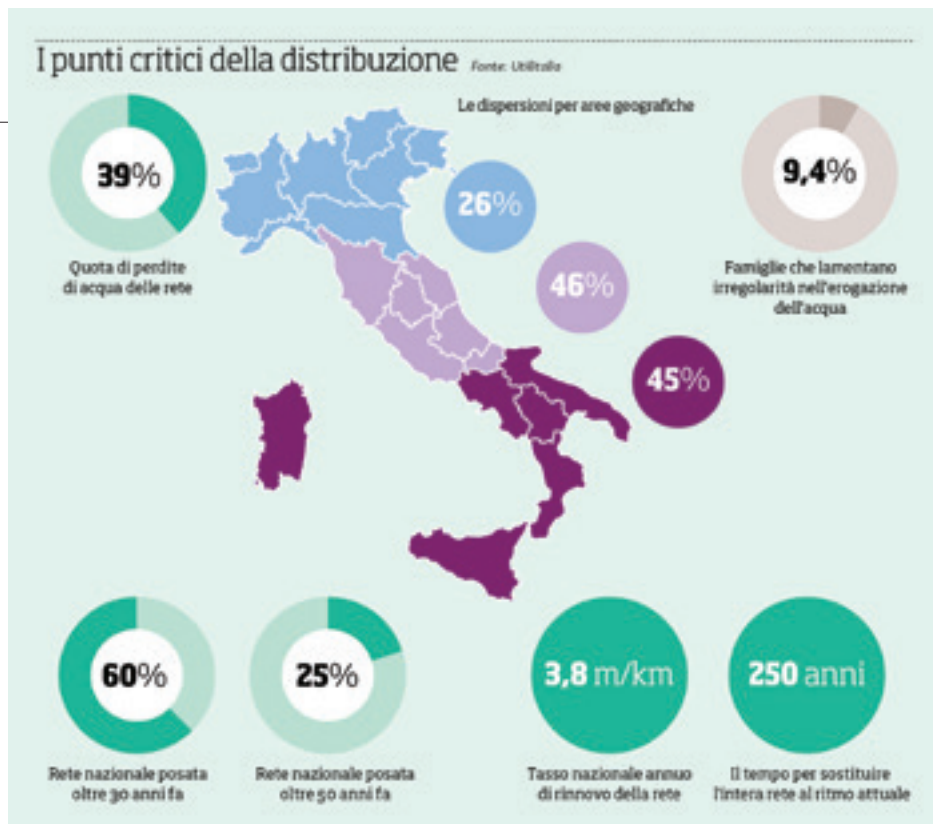 I punti critici della distribuzione Fonte: Utilitalia
Le dispersioni per aree geografiche
39%
Quota di perdite
di acqua delle rete
26%
46%
45%
9,4%
Famiglie che lamentano
irregolarità nell'erogazione
dell'acqua
60%
Rete nazionale posata
oltre 30 anni fa
25%
Rete nazionale posata
oltre 50 anni fa
3,8 m/km
Tasso nazionale annuo
di rinnovo della rete
250 anni
Il tempo per sostituire
l'intera rete al ritmo attuale